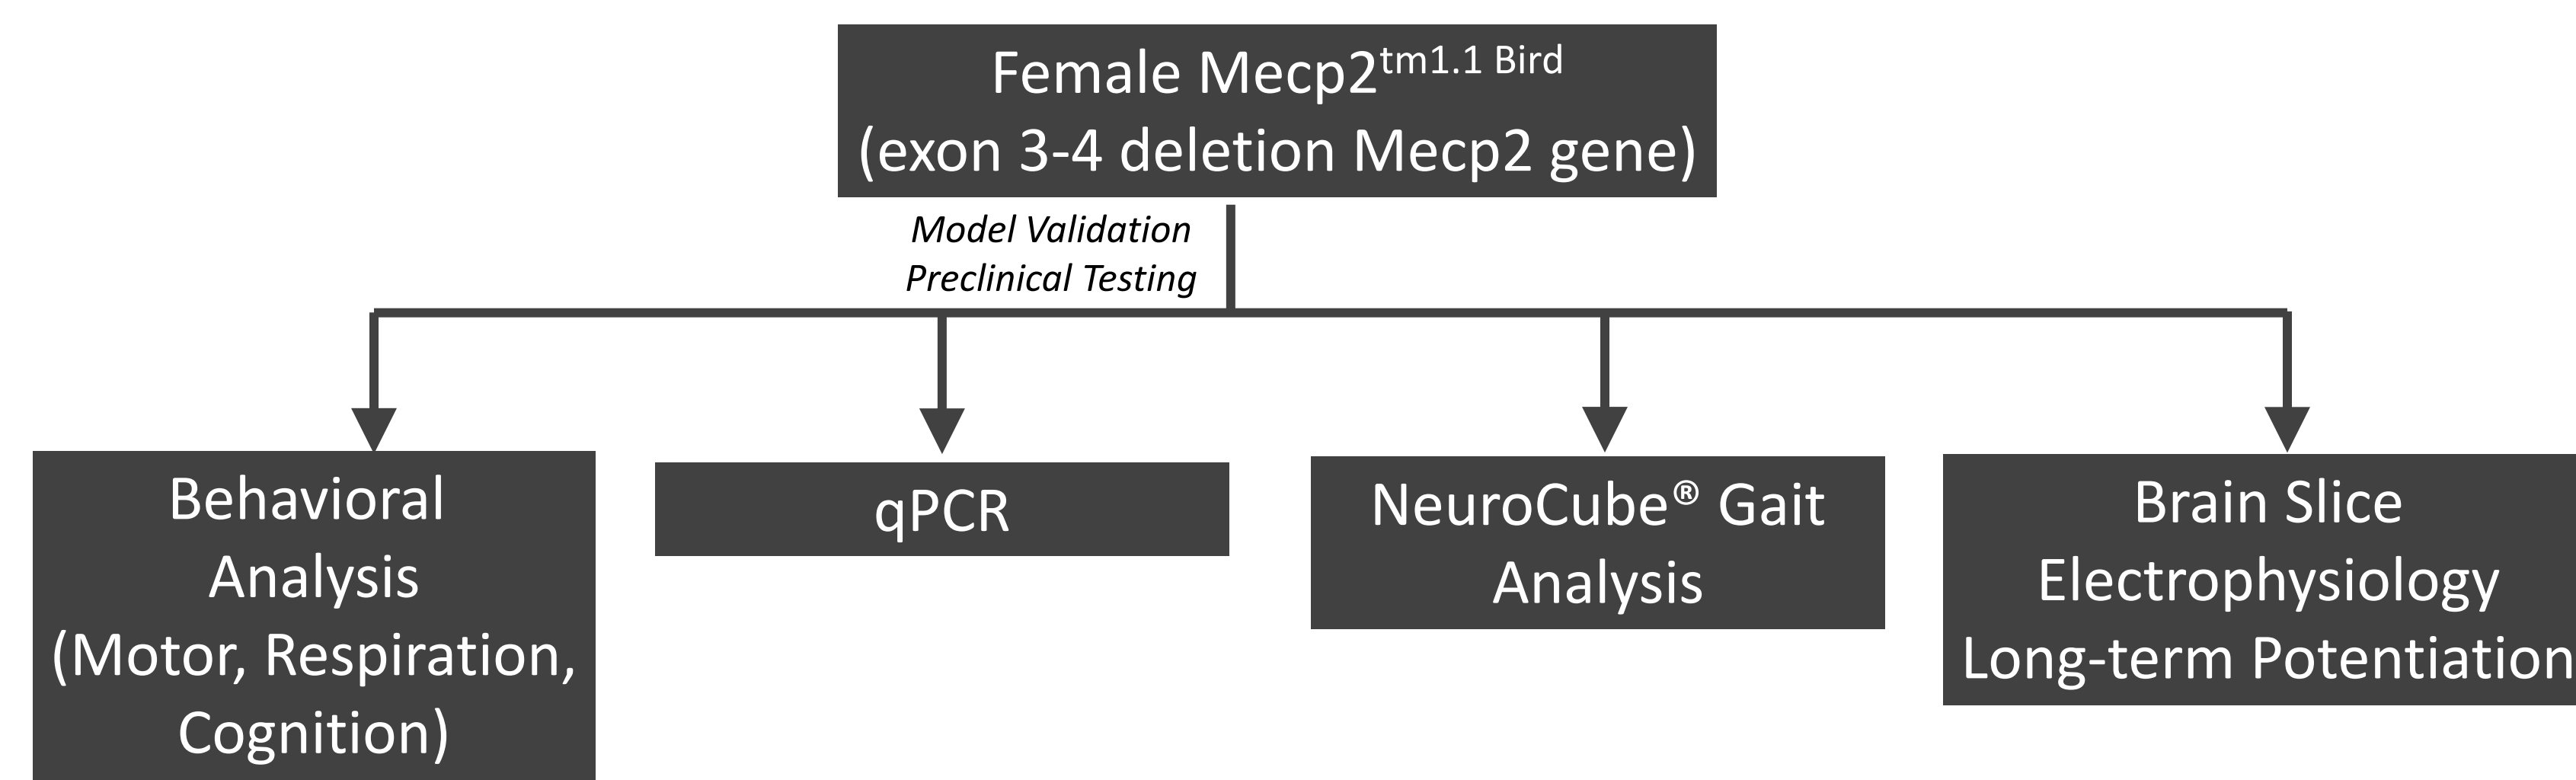 Female Mecp2tm1.1 Bird
(exon 3-4 deletion Mecp2 gene)
Model Validation
Preclinical Testing
Behavioral
Analysis
(Motor, Respiration,
Cognition)
qPCR
NeuroCube® Gait
Analysis
Brain Slice
Electrophysiology
Long-term Potentiation